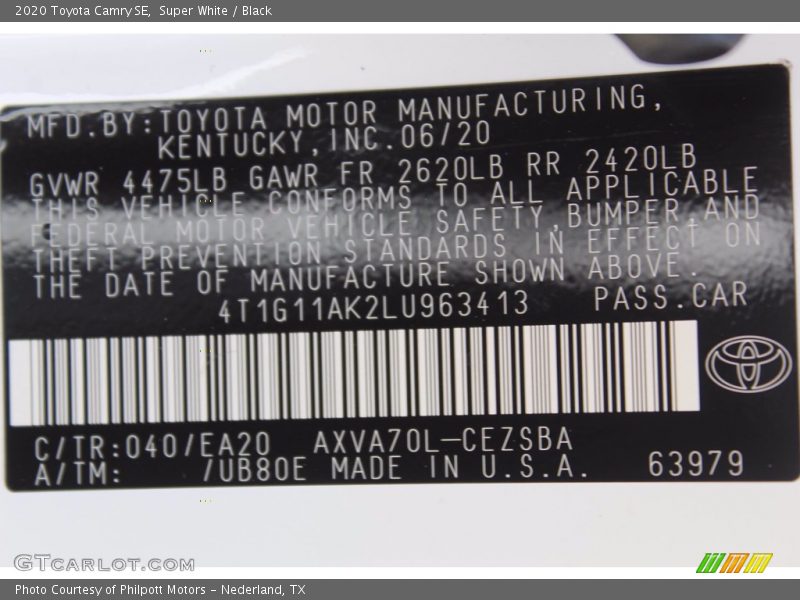 2020 Toyota Camry SE, Super White / Black
MFD.BY:TOYOTA MOTOR MANUFACTURING,
KENTUCKY,INC.06/20
GVWR 4475LB GAWR FR 2620LB RR 2420LB
THIS VEHICLE CONFORMS TO ALL APPLICABLE
FEDERAL MOTOR VEHICLE SAFETY,BUMPER,AND
THEFT PREVENTION STANDARDS IN EFFECT ON
THE DATE OF MANUFACTURE SHOWN ABOVE.
4T1G11AK2LU963413 PASS.CAR
C/TR:040/EA20 AXVA70L-CEZSBA
A/TM: /UB80E MADE IN U.S.A. 63979
GTCARLOT.COM
Photo Courtesy of Philpott Motors - Nederland, TX